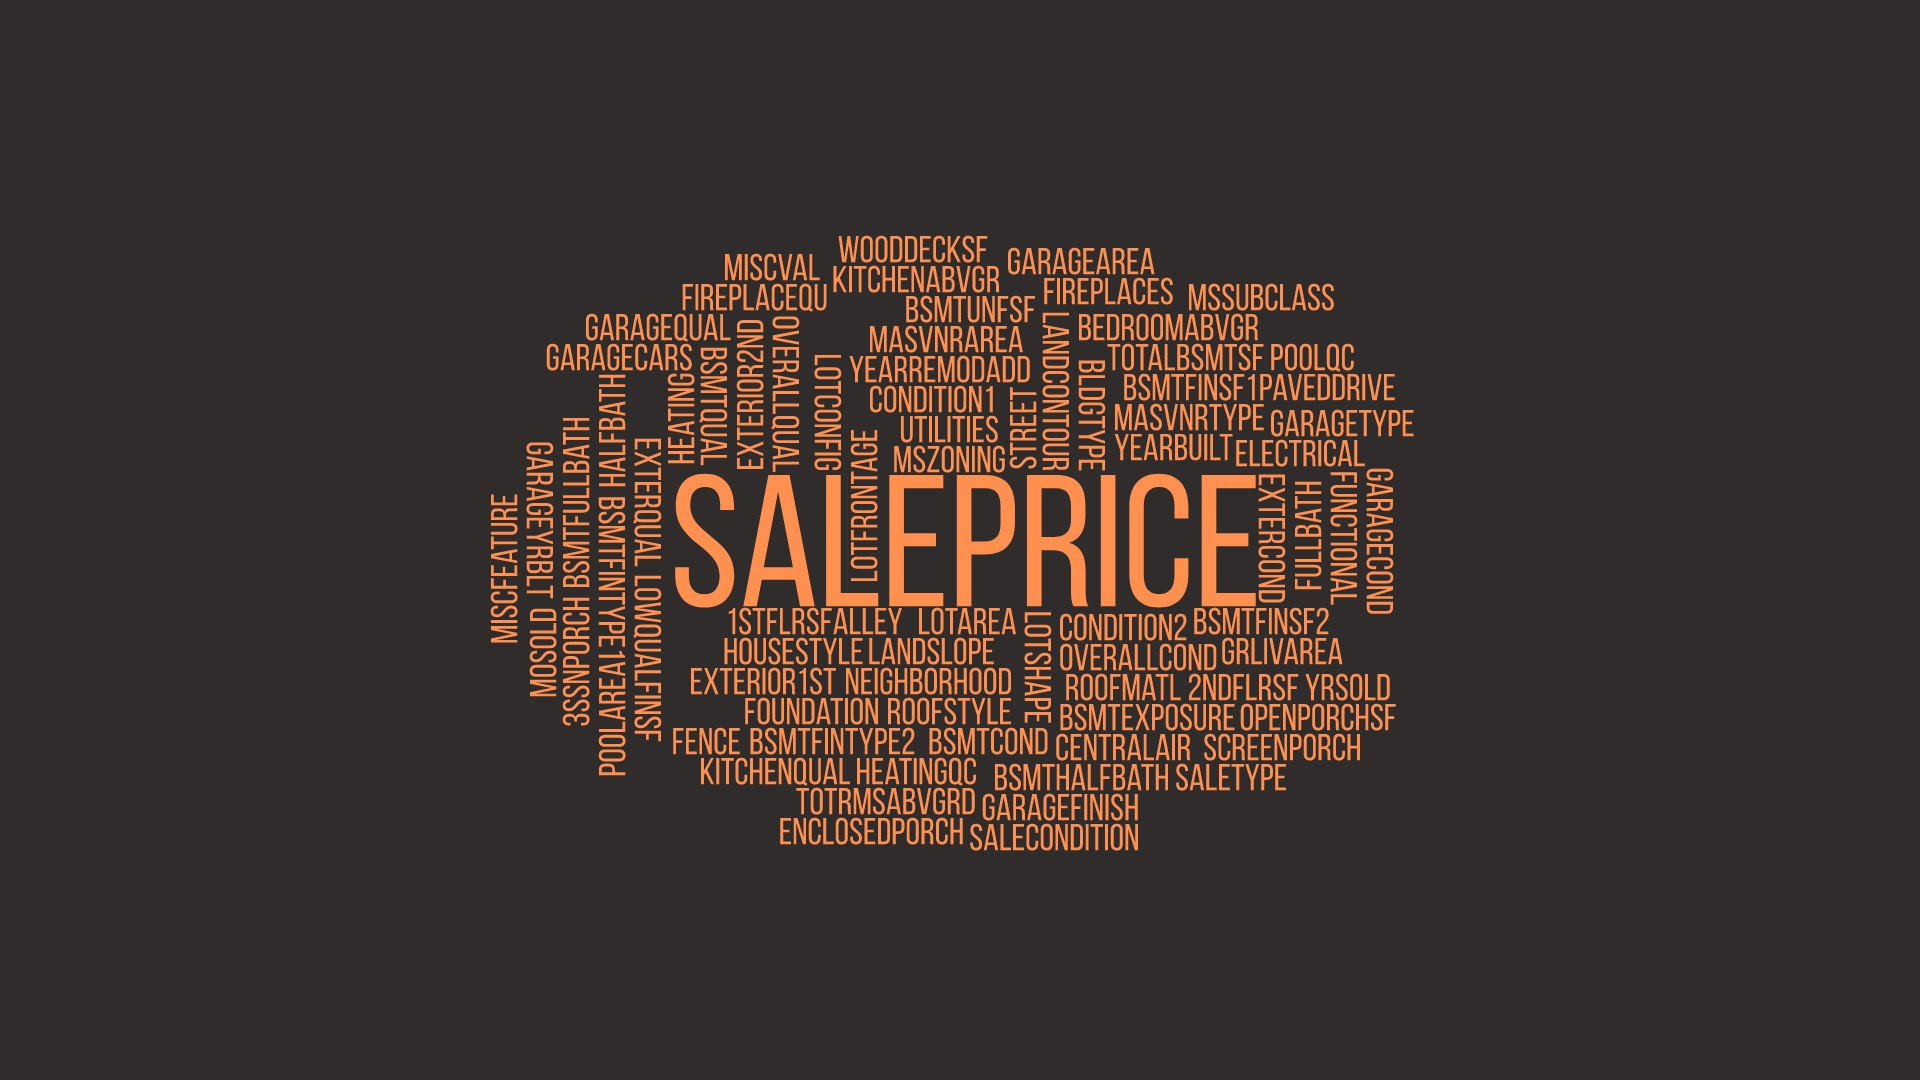 WOODDECKSF
MISCVAL
GARAGEAREA
KITCHENABVGR
FIREPLACEQU
FIREPLACES
MSSUBCLASS
BSMTUNFSF
GARAGEQUAL
BEDROOMABVGR
MASVNRAREA
GARAGECARS
YEARREMODADD
TOTALBSMTSF POOLQC
BSMTFINSF1PAVEDDRIVE
CONDITION1
MASVNRTYPE GARAGETYPE
UTILITIES
YEARBUILT ELECTRICAL
MSZONING
HEATING
BSMTQUAL
EXTERIOR2ND
OVERALLQUAL
LOTCONFIG
LOTFRONTAGE
STREET
LANDCONTOUR
BLDGTYPE
MISCFEATURE
GARAGEYRBLT
MOSOLD
3SSNPORCH BSMTFULLBATH
POOLAREA BSMTFINTYPE1 HALFBATH
EXTERQUAL LOWQUALFINSF
SALEPRICE
EXTERCOND
FULLBATH
FUNCTIONAL
GARAGECOND
1STFLRSFALLEY LOTAREA
LOTSHAPE
CONDITION2 BSMTFINSF2
HOUSESTYLE LANDSLOPE
OVERALLCOND GRLIVAREA
EXTERIOR1ST NEIGHBORHOOD
ROOFMATL 2NDFLRSF YRSOLD
FOUNDATION ROOFSTYLE
BSMTEXPOSURE OPENPORCHSF
FENCE BSMTFINTYPE2 BSMTCOND
CENTRALAIR SCREENPORCH
KITCHENQUAL HEATINGQC
BSMTHALFBATH SALETYPE
TOTRMSABVGRD GARAGEFINISH
ENCLOSEDPORCH SALECONDITION